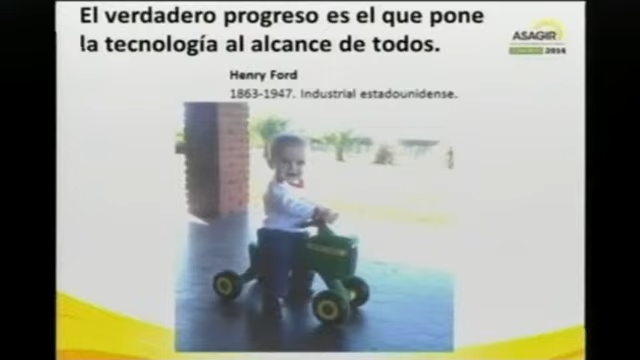 El verdadero progreso es el que pone
la tecnología al alcance de todos.
ASAGIR
CONGRESO 2014
Henry Ford
1863-1947. Industrial estadounidense.